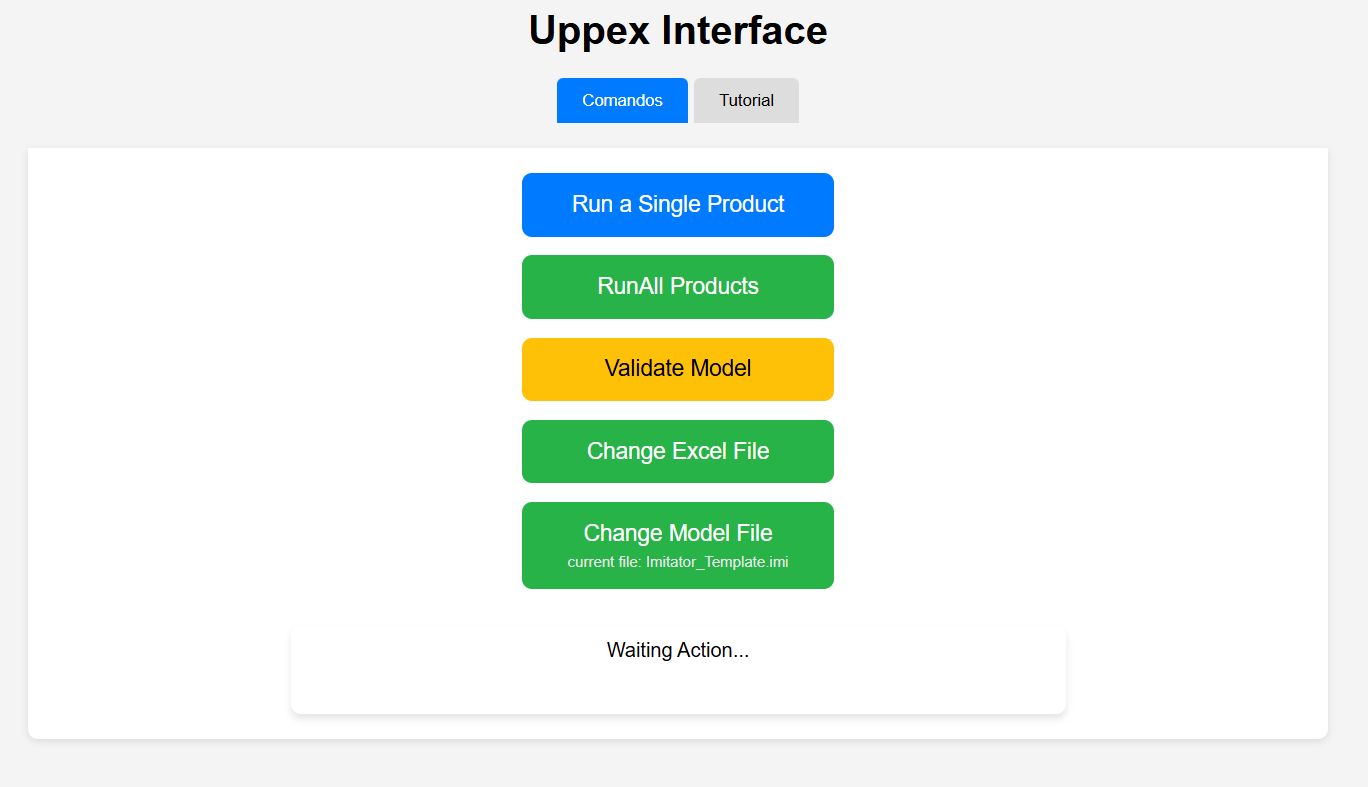 Uppex Interface
Comandos
Tutorial
Run a Single Product
RunAll Products
Validate Model
Change Excel File
Change Model File
current file: Imitator_Template.imi
Waiting Action...